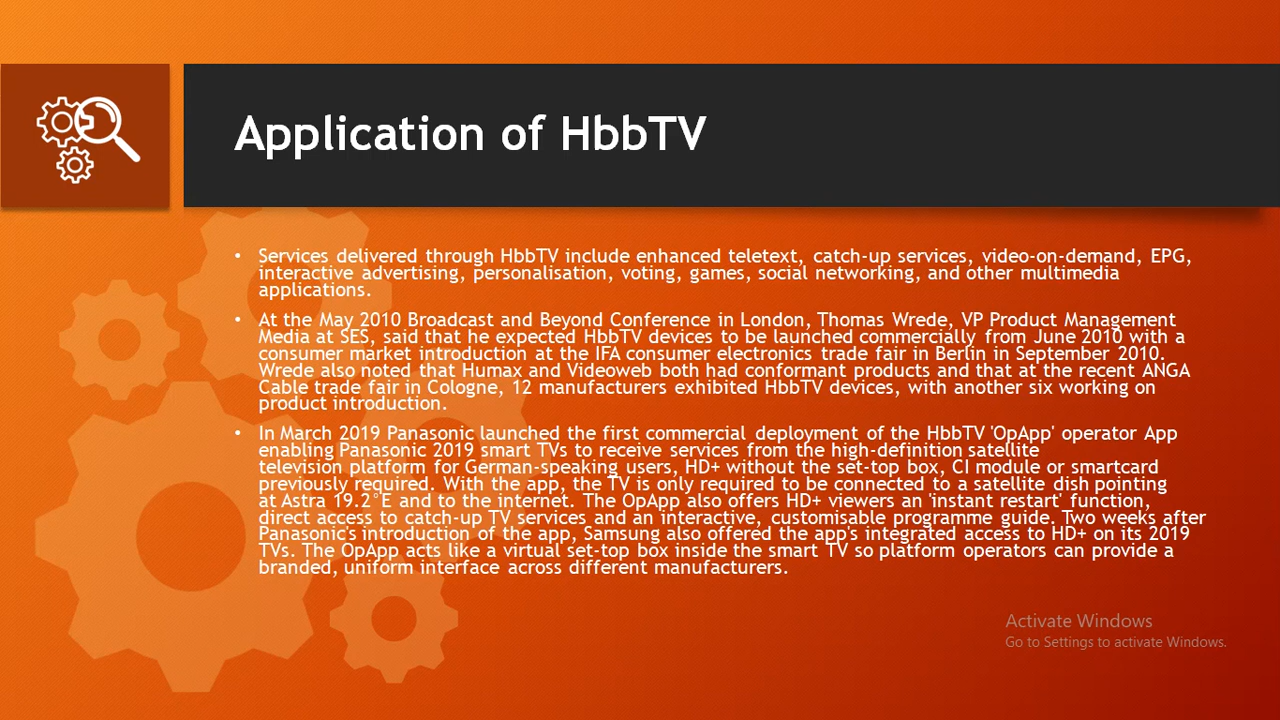 Application of HbbTV
• Services delivered through HbbTV include enhanced teletext, catch-up services, video-on-demand, EPG,
interactive advertising, personalisation, voting, games, social networking, and other multimedia
applications.
• At the May 2010 Broadcast and Beyond Conference in London, Thomas Wrede, VP Product Management
Media at SES, said that he expected HbbTV devices to be launched commercially from June 2010 with a
consumer market introduction at the IFA consumer electronics trade fair in Berlin in September 2010.
Wrede also noted that Humax and Videoweb both had conformant products and that at the recent ANGA
Cable trade fair in Cologne, 12 manufacturers exhibited HbbTV devices, with another six working on
product introduction.
• In March 2019 Panasonic launched the first commercial deployment of the HbbTV 'OpApp' operator App
enabling Panasonic 2019 smart TVs to receive services from the high-definition satellite
television platform for German-speaking users, HD+ without the set-top box, CI module or smartcard
previously required. With the app, the TV is only required to be connected to a satellite dish pointing
at Astra 19.2°E and to the internet. The OpApp also offers HD+ viewers an 'instant restart' function,
direct access to catch-up TV services and an interactive, customisable programme guide. Two weeks after
Panasonic's introduction of the app, Samsung also offered the app's integrated access to HD+ on its 2019
TVs. The OpApp acts like a virtual set-top box inside the smart TV so platform operators can provide a
branded, uniform interface across different manufacturers.
Activate Windows
Go to Settings to activate Windows.